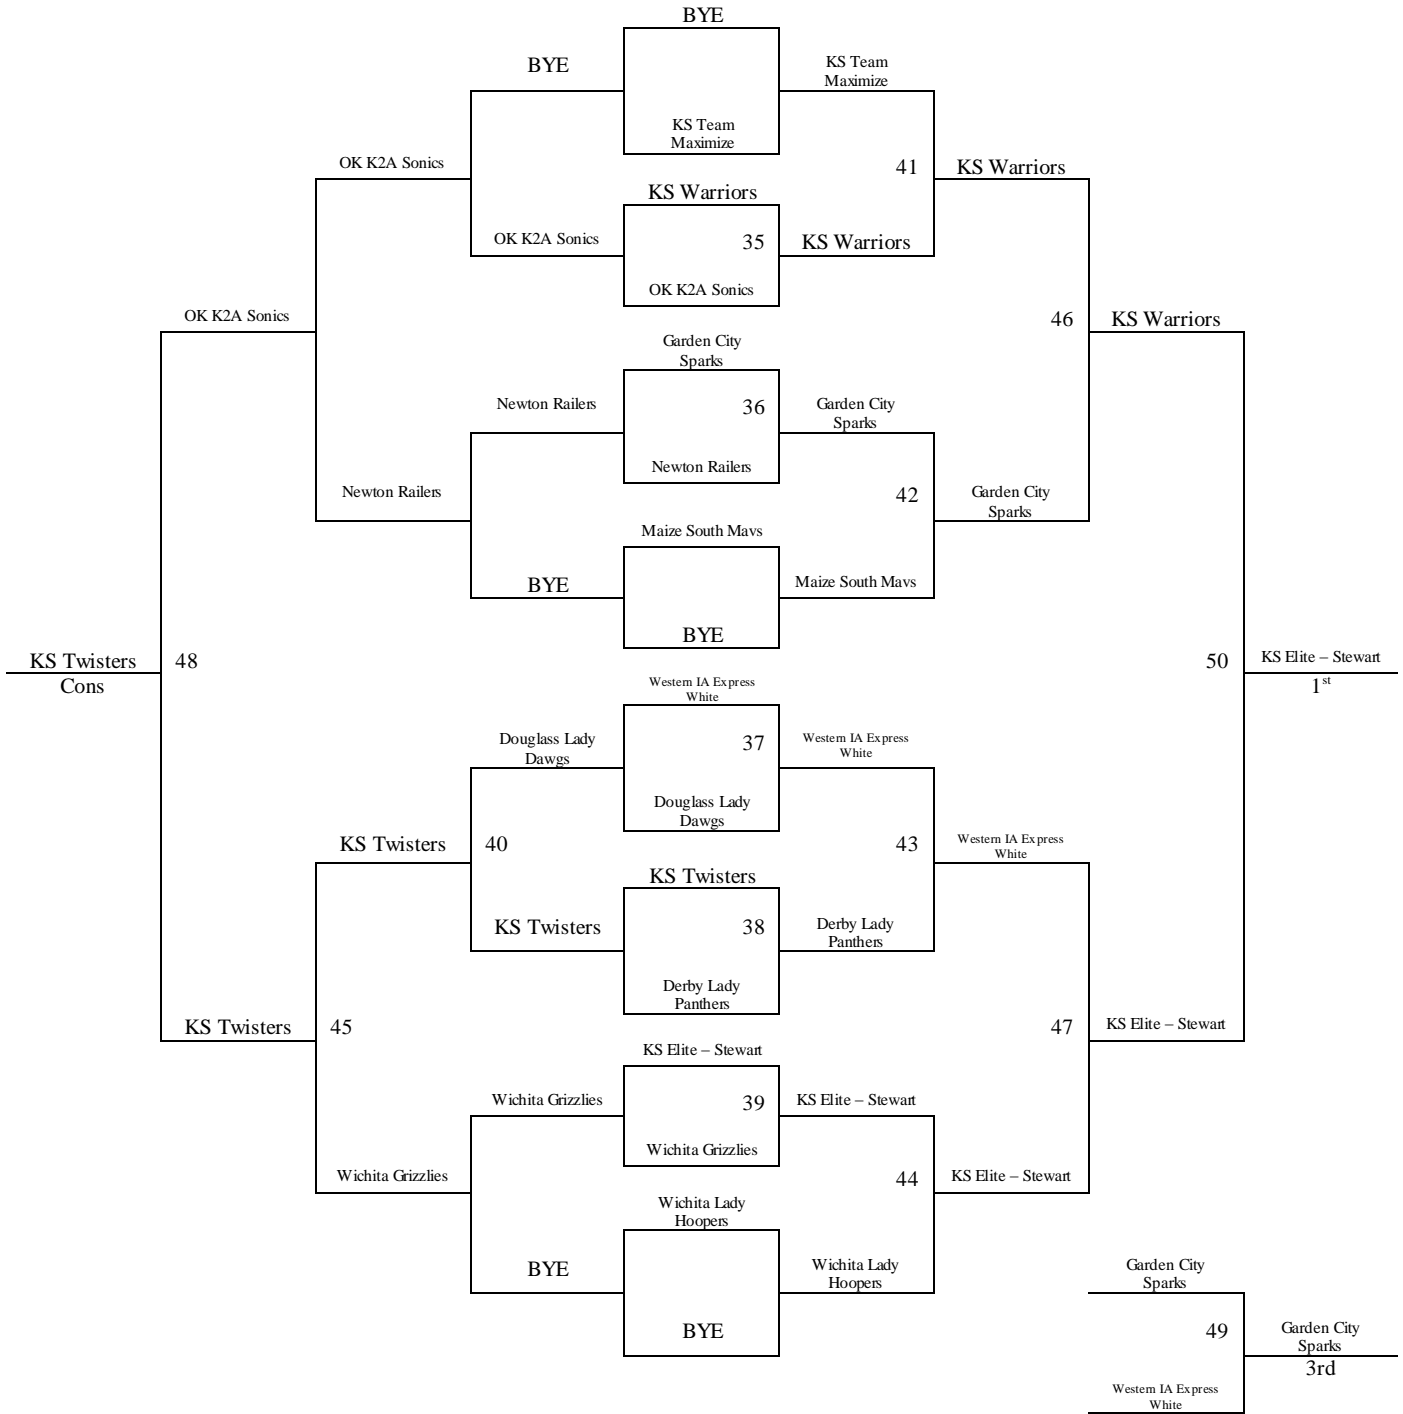 BYE
BYE
KS Team
Maximize
KS Team
Maximize
OK K2A Sonics
41
KS Warriors
KS Warriors
OK K2A Sonics
35
KS Warriors
OK K2A Sonics
OK K2A Sonics
46
KS Warriors
Garden City
Sparks
Newton Railers
36
Garden City
Sparks
Newton Railers
Newton Railers
42
Garden City
Sparks
Maize South Mavs
BYE
Maize South Mavs
BYE
KS Twisters
48
Cons
50
KS Elite – Stewart
1st
Western IA Express
White
Douglass Lady
Dawgs
37
Western IA Express
White
Douglass Lady
Dawgs
KS Twisters
40
43
Western IA Express
White
KS Twisters
KS Twisters
38
Derby Lady
Panthers
Derby Lady
Panthers
KS Twisters
45
47
KS Elite – Stewart
KS Elite – Stewart
Wichita Grizzlies
39
KS Elite – Stewart
Wichita Grizzlies
Wichita Grizzlies
44
KS Elite – Stewart
Wichita Lady
Hoopers
BYE
Wichita Lady
Hoopers
BYE
Garden City
Sparks
49
Garden City
Sparks
3rd
Western IA Express
White